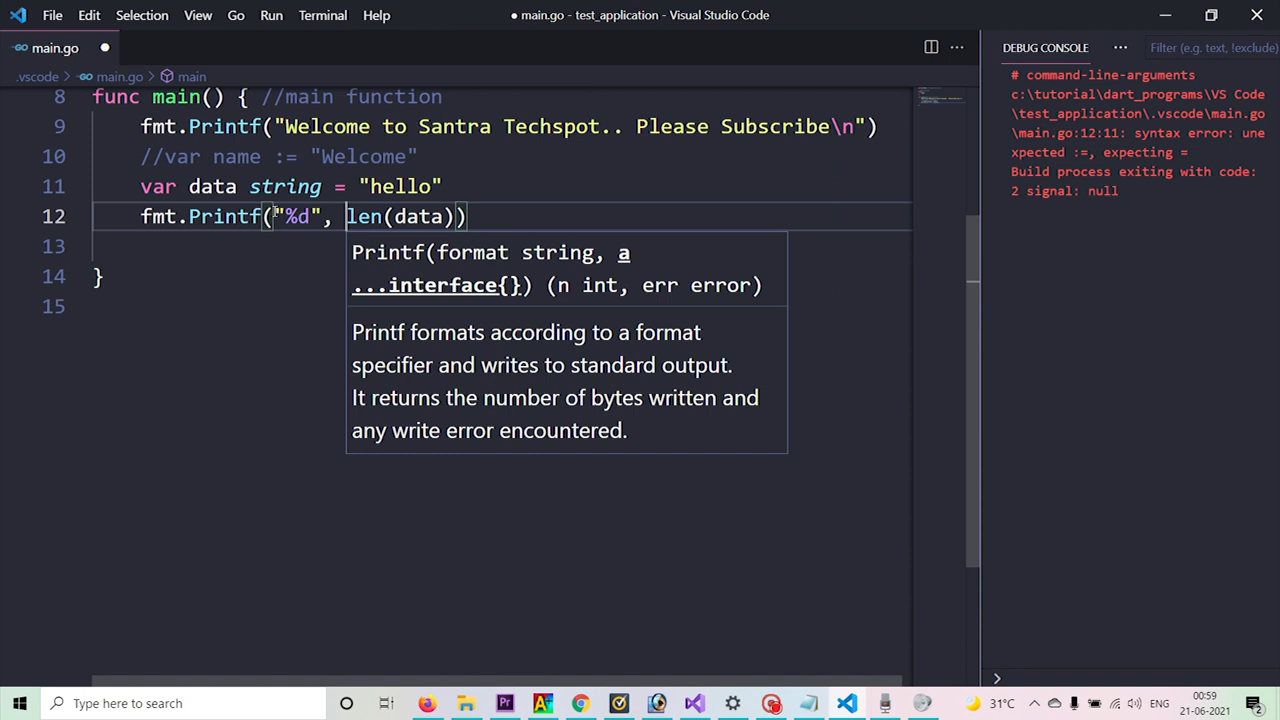 File Edit Selection View Go Run Terminal Help
● main.go - test_application - Visual Studio Code
main.go
.vscode > main.go > main
8 func main() { //main function
9 fmt.Printf("Welcome to Santra Techspot.. Please Subscribe\n")
10 //var name := "Welcome"
11 var data string = "hello"
12 fmt.Printf("%d", len(data))
13
14 }
15
Printf(format string, a
...interface{}) (n int, err error)
Printf formats according to a format
specifier and writes to standard output.
It returns the number of bytes written and
any write error encountered.
DEBUG CONSOLE
Filter (e.g. text, !exclude)
# command-line-arguments
c:\tutorial\dart_programs\VS Code
\test_application\.vscode\main.go
\main.go:12:11: syntax error: une
xpected :=, expecting =
Build process exiting with code:
2 signal: null
Type here to search
31°C
ENG
00:59
21-06-2021
2